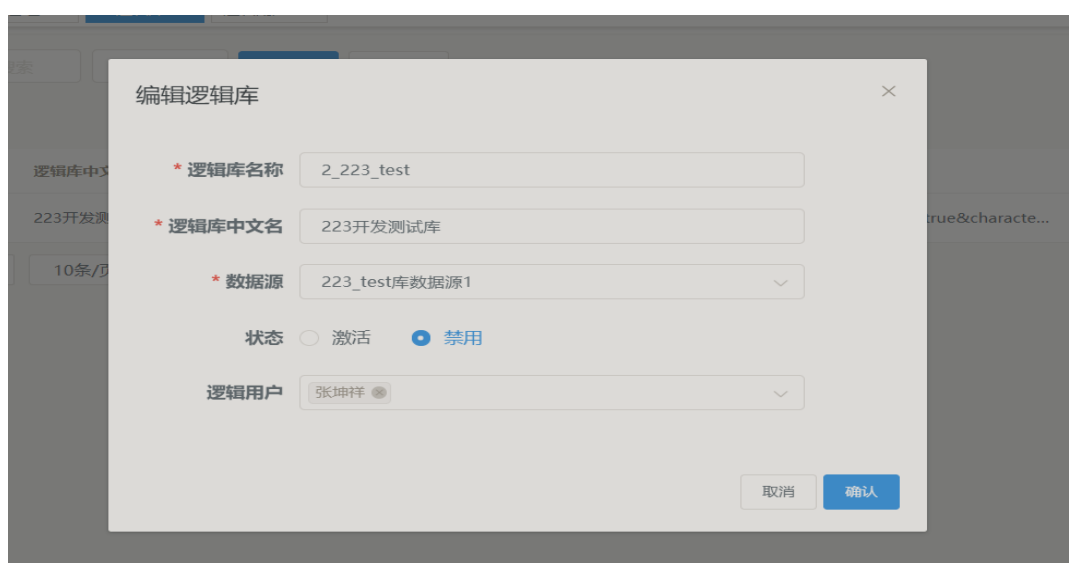 编辑逻辑库
* 逻辑库名称 2_223_test
逻辑库中文
* 逻辑库中文名 223开发测试库
223开发测
true&characte...
10条/页
* 数据源 223_test库数据源1
状态 激活 禁用
逻辑用户 张坤祥
取消 确认